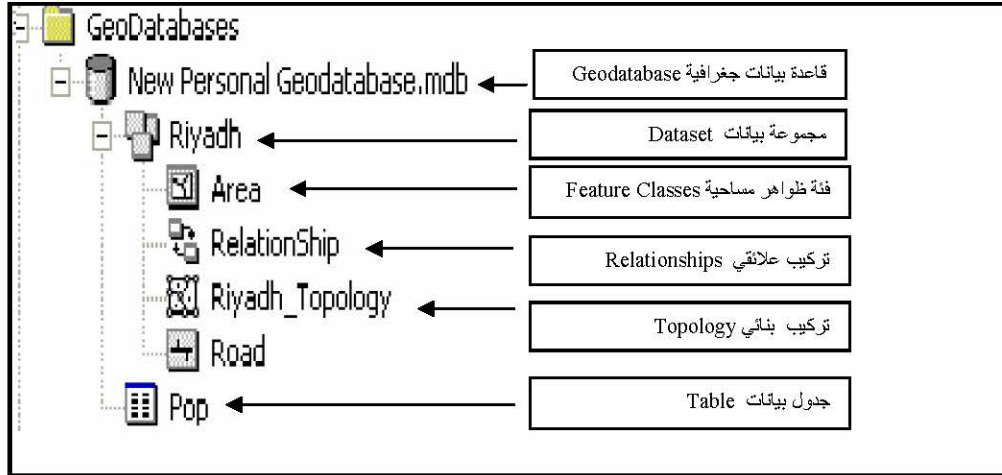 GeoDatabases
New Personal Geodatabase.mdb
قاعدة بيانات جغرافية Geodatabase
Riyadh
مجموعة بيانات Dataset
Area
فئة ظواهر مساحية Feature Classes
RelationShip
تركيب علائقي Relationships
Riyadh_Topology
تركيب بنائي Topology
Road
Pop
جدول بيانات Table